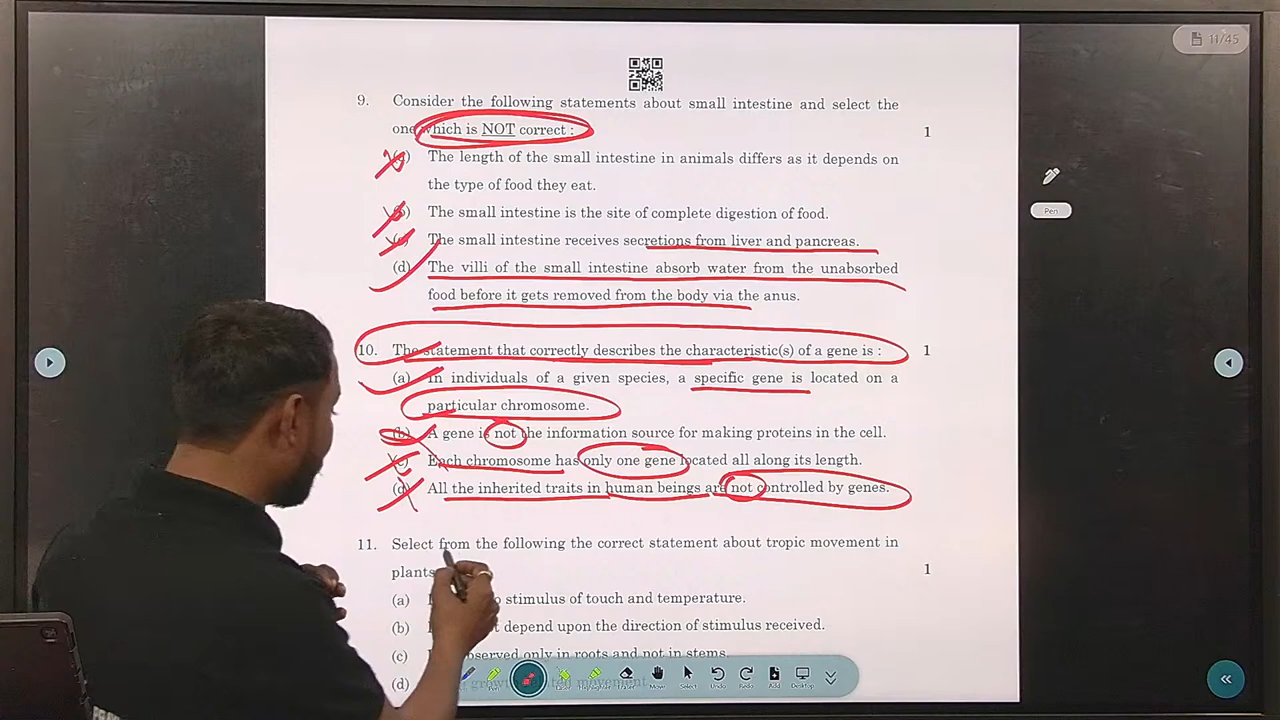 11/45
9. Consider the following statements about small intestine and select the
one which is NOT correct : 1
The length of the small intestine in animals differs as it depends on
the type of food they eat.
The small intestine is the site of complete digestion of food.
The small intestine receives secretions from liver and pancreas.
(d) The villi of the small intestine absorb water from the unabsorbed
food before it gets removed from the body via the anus.
10. The statement that correctly describes the characteristic(s) of a gene is : 1
(a) In individuals of a given species, a specific gene is located on a
particular chromosome.
(b) A gene is not the information source for making proteins in the cell.
(c) Each chromosome has only one gene located all along its length.
(d) All the inherited traits in human beings are not controlled by genes.
11. Select from the following the correct statement about tropic movement in
plants 1
(a) stimulus of touch and temperature.
(b) depend upon the direction of stimulus received.
(c) observed only in roots and not in stems.
(d) growth movement
Pen
Eraser Move Select Undo Redo Add Desktop